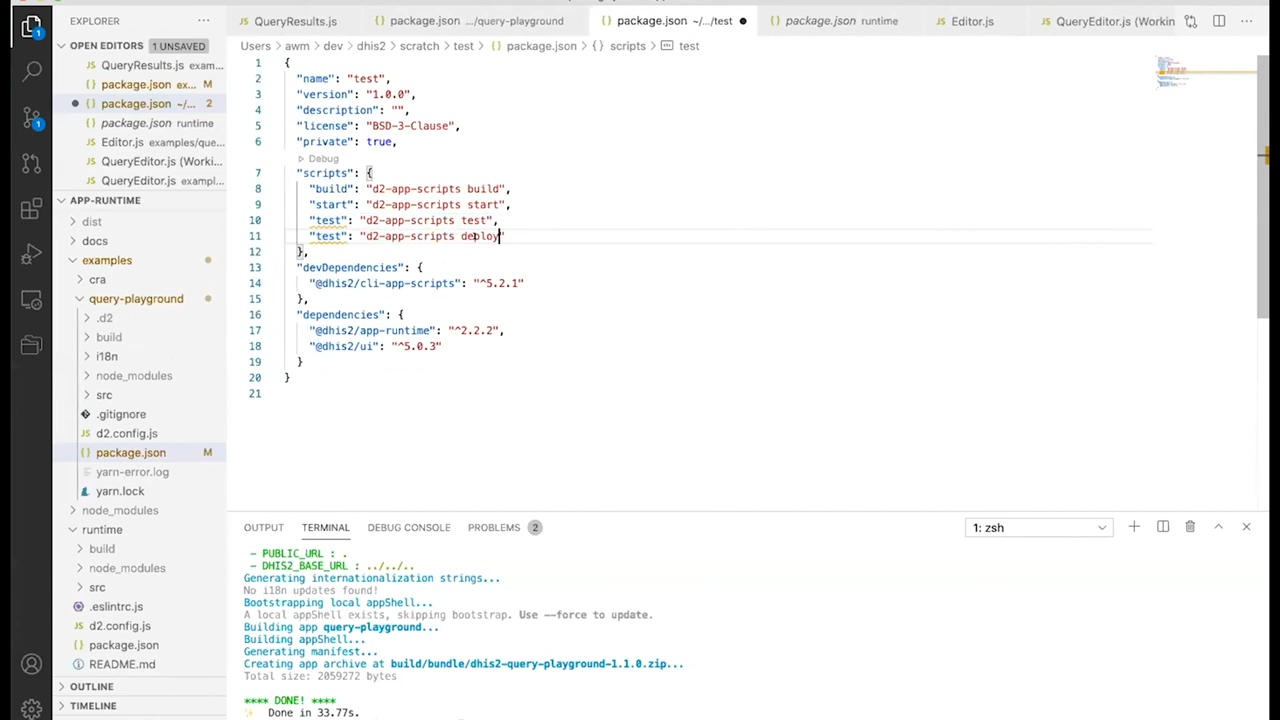 EXPLORER
QueryResults.js
package.json .../query-playground
package.json ~/.../test
package.json runtime
Editor.js
QueryEditor.js (Workin
OPEN EDITORS 1 UNSAVED
Users awm dev dhis2 scratch test package.json scripts test
QueryResults.js exam...
package.json ex... M
package.json ~/... 2
package.json runtime
Editor.js examples/que...
QueryEditor.js (Worki...
QueryEditor.js exampl...
APP-RUNTIME
dist
docs
examples
cra
query-playground
.d2
build
i18n
node_modules
src
.gitignore
d2.config.js
package.json M
yarn-error.log
yarn.lock
node_modules
runtime
build
node_modules
src
.eslintrc.js
d2.config.js
package.json
README.md
OUTLINE
TIMELINE
1 {
2 "name": "test",
3 "version": "1.0.0",
4 "description": "",
5 "license": "BSD-3-Clause",
6 "private": true,
Debug
7 "scripts": {
8 "build": "d2-app-scripts build",
9 "start": "d2-app-scripts start",
10 "test": "d2-app-scripts test",
11 "test": "d2-app-scripts deploy"
12 },
13 "devDependencies": {
14 "@dhis2/cli-app-scripts": "^5.2.1"
15 },
16 "dependencies": {
17 "@dhis2/app-runtime": "^2.2.2",
18 "@dhis2/ui": "^5.0.3"
19 }
20 }
21
OUTPUT TERMINAL DEBUG CONSOLE PROBLEMS 2
1: zsh
- PUBLIC_URL : .
- DHIS2_BASE_URL : ../../..
Generating internationalization strings...
No i18n updates found!
Bootstrapping local appShell...
A local appShell exists, skipping bootstrap. Use --force to update.
Building app query-playground...
Building appShell...
Generating manifest...
Creating app archive at build/bundle/dhis2-query-playground-1.1.0.zip...
Total size: 2059272 bytes
**** DONE! ****
Done in 33.77s.